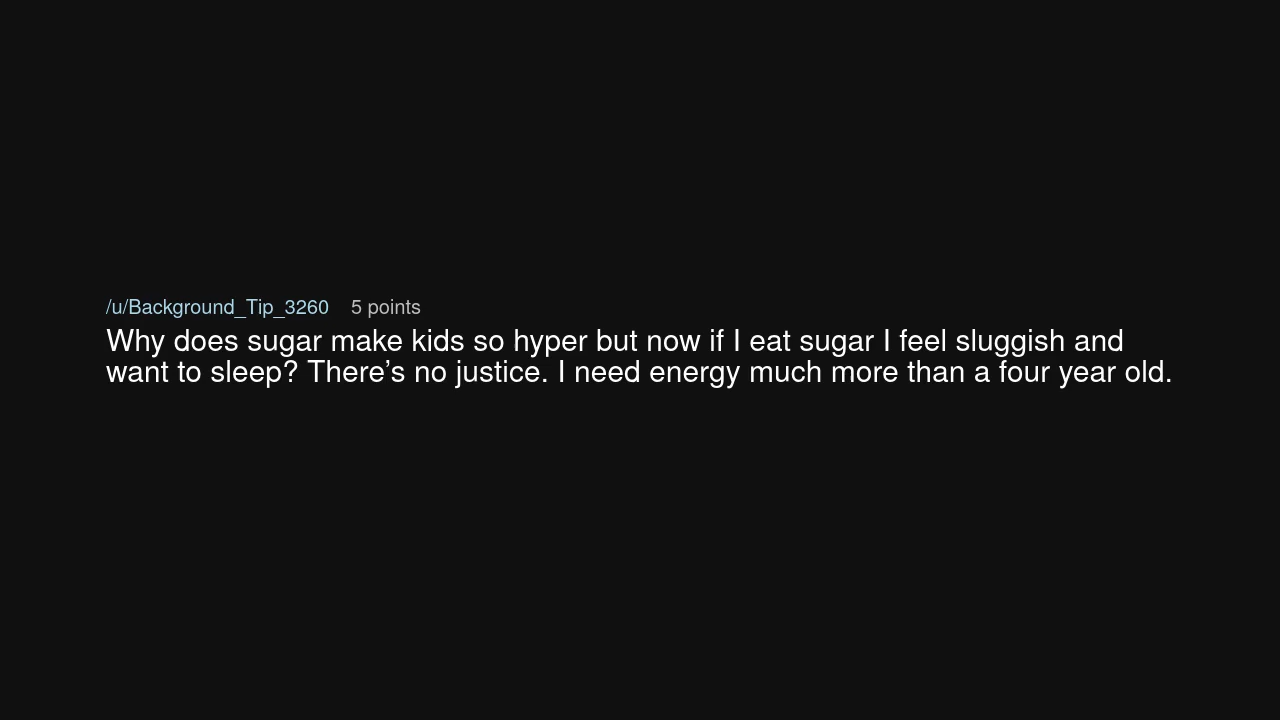 /u/Background_Tip_3260 5 points
Why does sugar make kids so hyper but now if I eat sugar I feel sluggish and
want to sleep? There’s no justice. I need energy much more than a four year old.